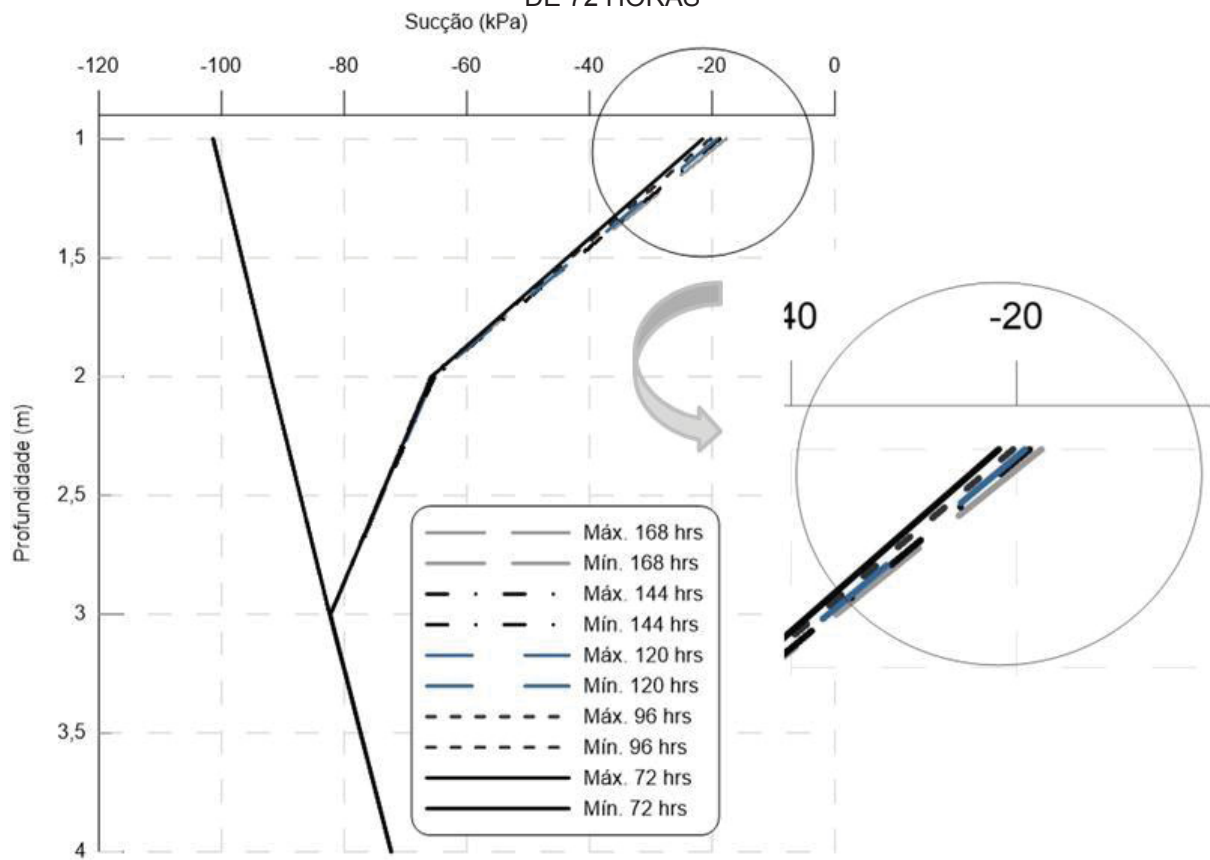 DE 72 HORAS
Sucção (kPa)
-120 -100 -80 -60 -40 -20 0
1
1,5
2
2,5
3
3,5
4
Profundidade (m)
40 -20
Máx. 168 hrs
Mín. 168 hrs
Máx. 144 hrs
Mín. 144 hrs
Máx. 120 hrs
Mín. 120 hrs
Máx. 96 hrs
Mín. 96 hrs
Máx. 72 hrs
Mín. 72 hrs